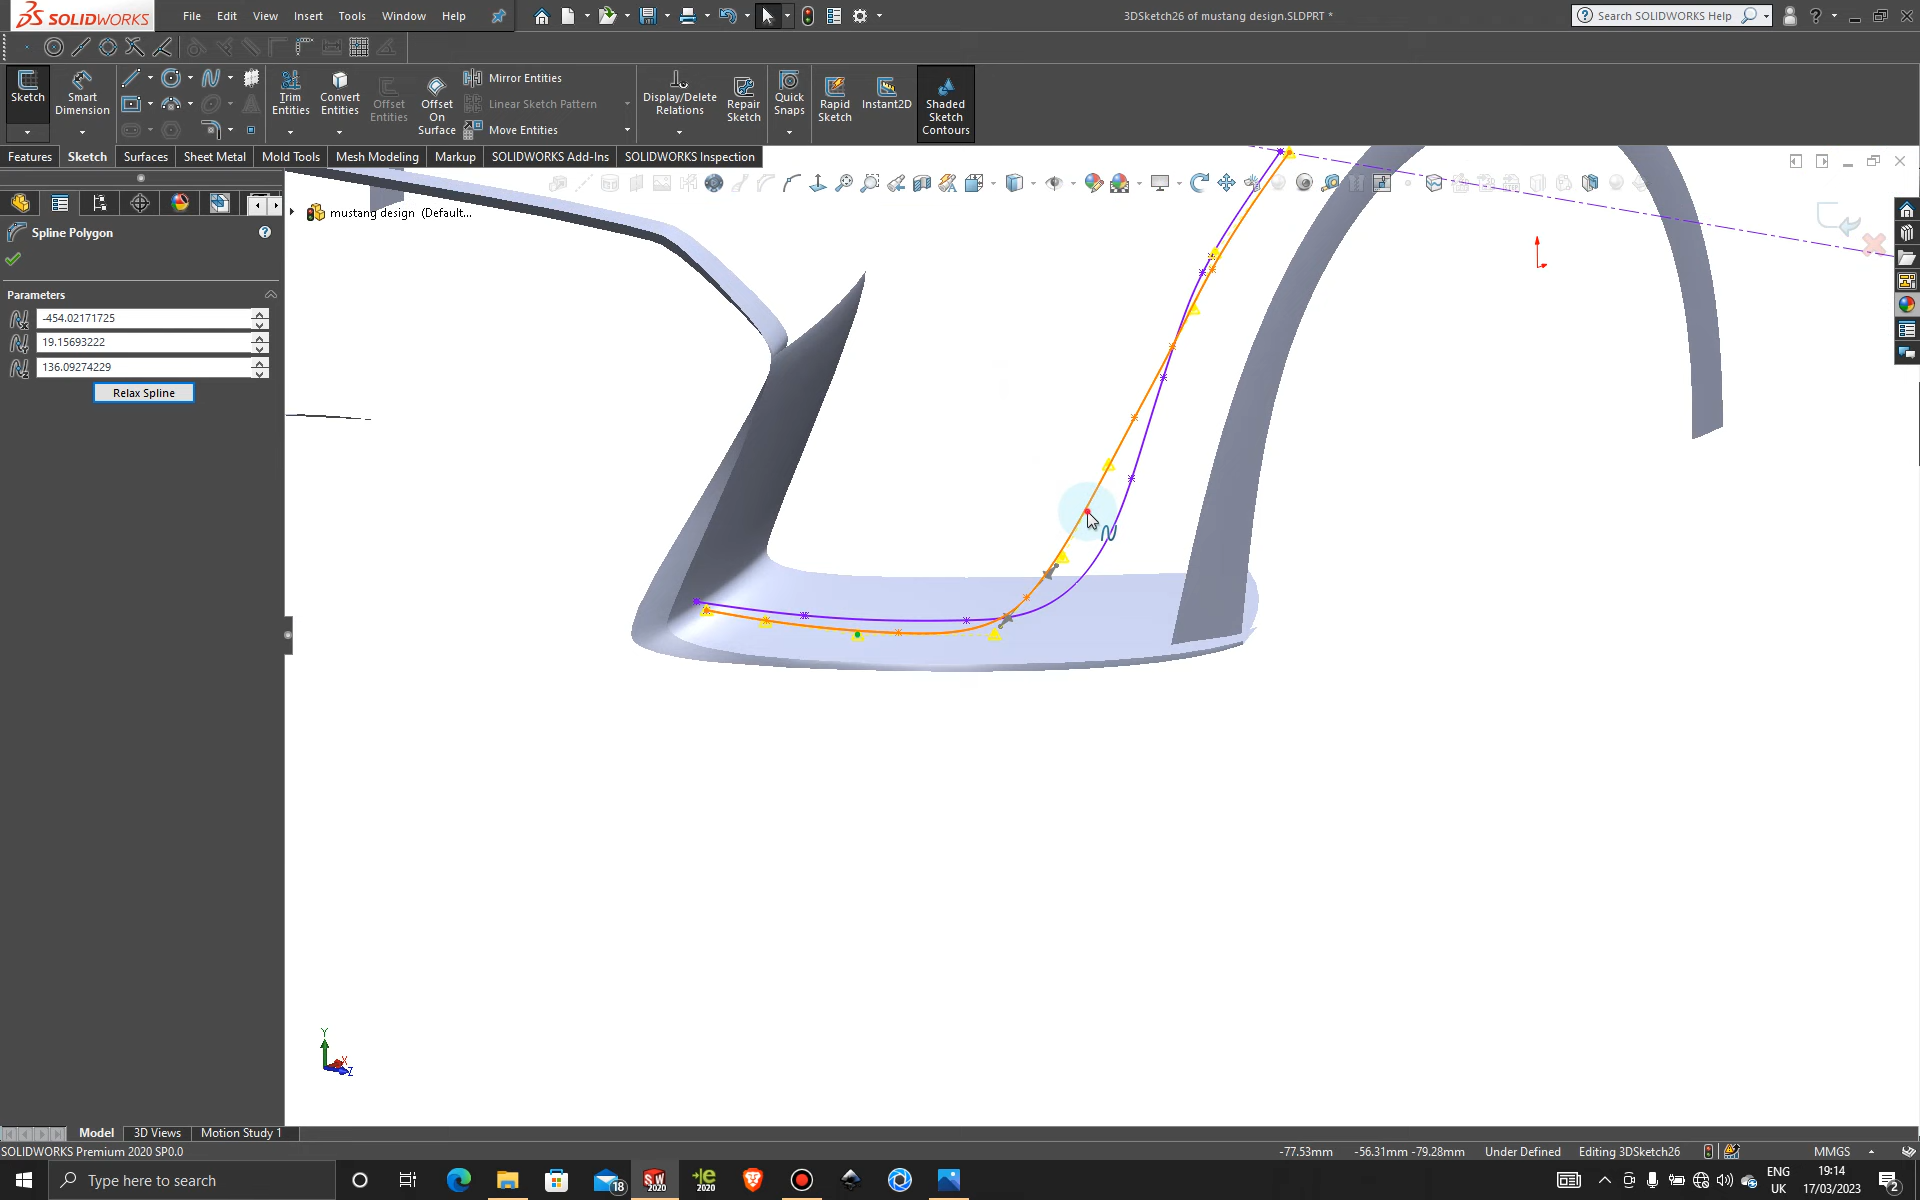 SOLIDWORKS
File Edit View Insert Tools Window Help
3DSketch26 of mustang design.SLDPRT *
Search SOLIDWORKS Help
Sketch
Smart Dimension
Trim Entities
Convert Entities
Offset Entities
Offset On Surface
Mirror Entities
Linear Sketch Pattern
Move Entities
Display/Delete Relations
Repair Sketch
Quick Snaps
Rapid Sketch
Instant2D
Shaded Sketch Contours
Features Sketch Surfaces Sheet Metal Mold Tools Mesh Modeling Markup SOLIDWORKS Add-Ins SOLIDWORKS Inspection
mustang design (Default...
Spline Polygon
Parameters
-454.02171725
19.15693222
136.09274229
Relax Spline
Y
X
Z
Model 3D Views Motion Study 1
SOLIDWORKS Premium 2020 SP0.0
-77.53mm -56.31mm -79.28mm Under Defined Editing 3DSketch26 MMGS
Type here to search
18
SW 2020
e 2020
ENG
UK
19:14
17/03/2023
2